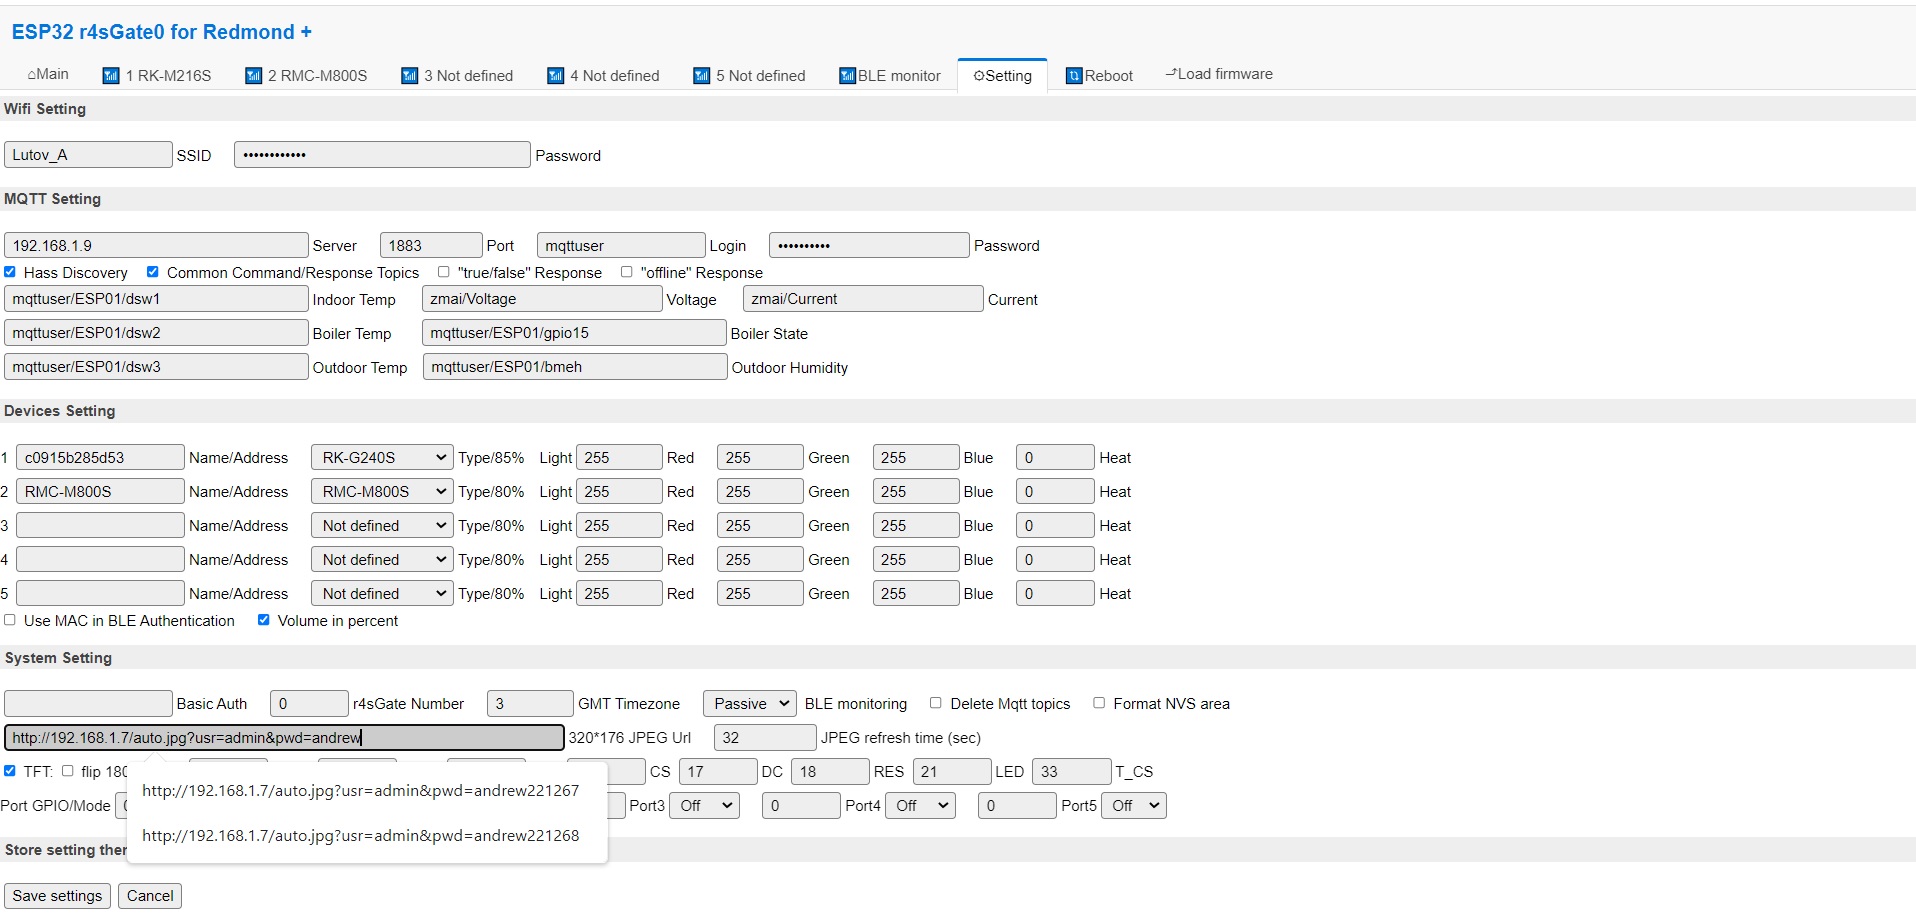 ESP32 r4sGate0 for Redmond +
Main 1 RK-M216S 2 RMC-M800S 3 Not defined 4 Not defined 5 Not defined BLE monitor Setting Reboot Load firmware
Wifi Setting
Lutov_A SSID •••••••••••• Password
MQTT Setting
192.168.1.9 Server 1883 Port mqttuser Login •••••••••• Password
Hass Discovery Common Command/Response Topics "true/false" Response "offline" Response
mqttuser/ESP01/dsw1 Indoor Temp zmai/Voltage Voltage zmai/Current Current
mqttuser/ESP01/dsw2 Boiler Temp mqttuser/ESP01/gpio15 Boiler State
mqttuser/ESP01/dsw3 Outdoor Temp mqttuser/ESP01/bmeh Outdoor Humidity
Devices Setting
1 c0915b285d53 Name/Address RK-G240S Type/85% Light 255 Red 255 Green 255 Blue 0 Heat
2 RMC-M800S Name/Address RMC-M800S Type/80% Light 255 Red 255 Green 255 Blue 0 Heat
3 Name/Address Not defined Type/80% Light 255 Red 255 Green 255 Blue 0 Heat
4 Name/Address Not defined Type/80% Light 255 Red 255 Green 255 Blue 0 Heat
5 Name/Address Not defined Type/80% Light 255 Red 255 Green 255 Blue 0 Heat
Use MAC in BLE Authentication Volume in percent
System Setting
Basic Auth 0 r4sGate Number 3 GMT Timezone Passive BLE monitoring Delete Mqtt topics Format NVS area
http://192.168.1.7/auto.jpg?usr=admin&pwd=andrew 320*176 JPEG Url 32 JPEG refresh time (sec)
TFT: flip 180 CS 17 DC 18 RES 21 LED 33 T_CS
http://192.168.1.7/auto.jpg?usr=admin&pwd=andrew221267
Port GPIO/Mode Port3 Off 0 Port4 Off 0 Port5 Off
http://192.168.1.7/auto.jpg?usr=admin&pwd=andrew221268
Store setting
Save settings Cancel